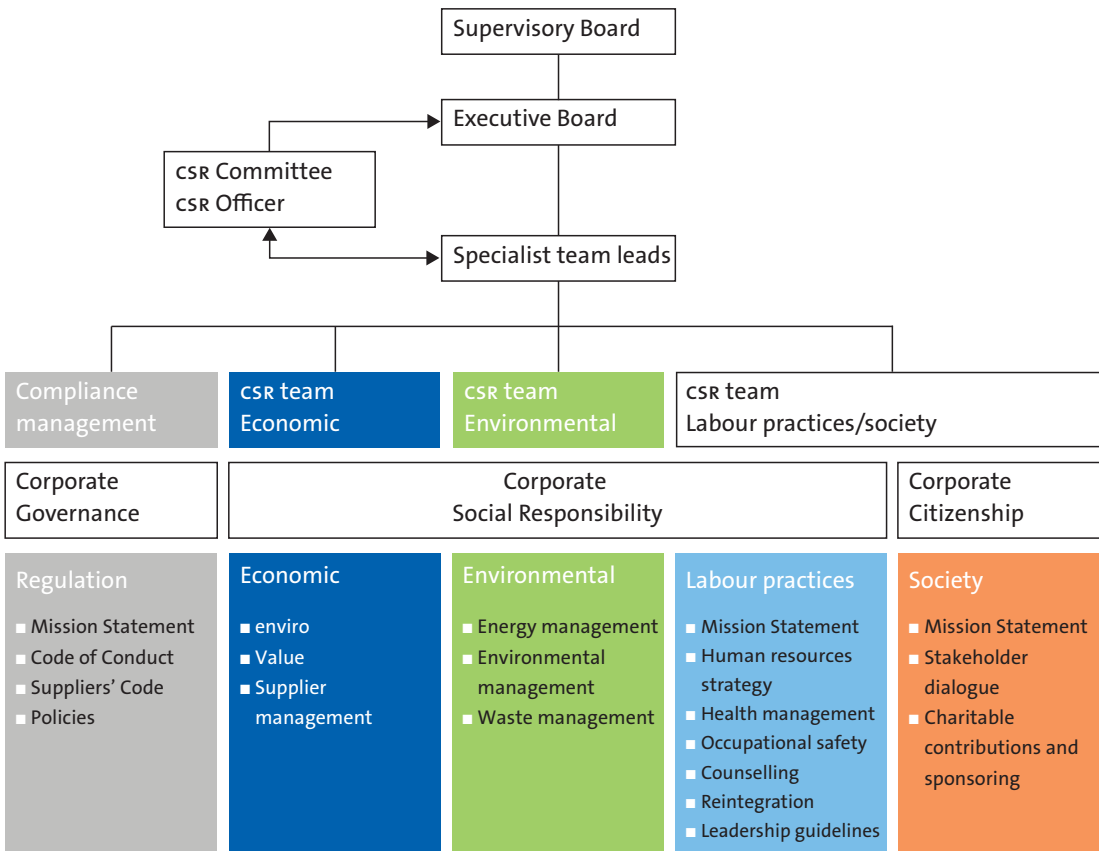 Supervisory Board
Executive Board
CSR Committee
CSR Officer
Specialist team leads
Compliance
management
CSR team
Economic
CSR team
Environmental
CSR team
Labour practices/society
Corporate
Governance
Corporate
Social Responsibility
Corporate
Citizenship
Regulation
■ Mission Statement
■ Code of Conduct
■ Suppliers’ Code
■ Policies
Economic
■ enviro
■ Value
■ Supplier
management
Environmental
■ Energy management
■ Environmental
management
■ Waste management
Labour practices
■ Mission Statement
■ Human resources
strategy
■ Health management
■ Occupational safety
■ Counselling
■ Reintegration
■ Leadership guidelines
Society
■ Mission Statement
■ Stakeholder
dialogue
■ Charitable
contributions and
sponsoring